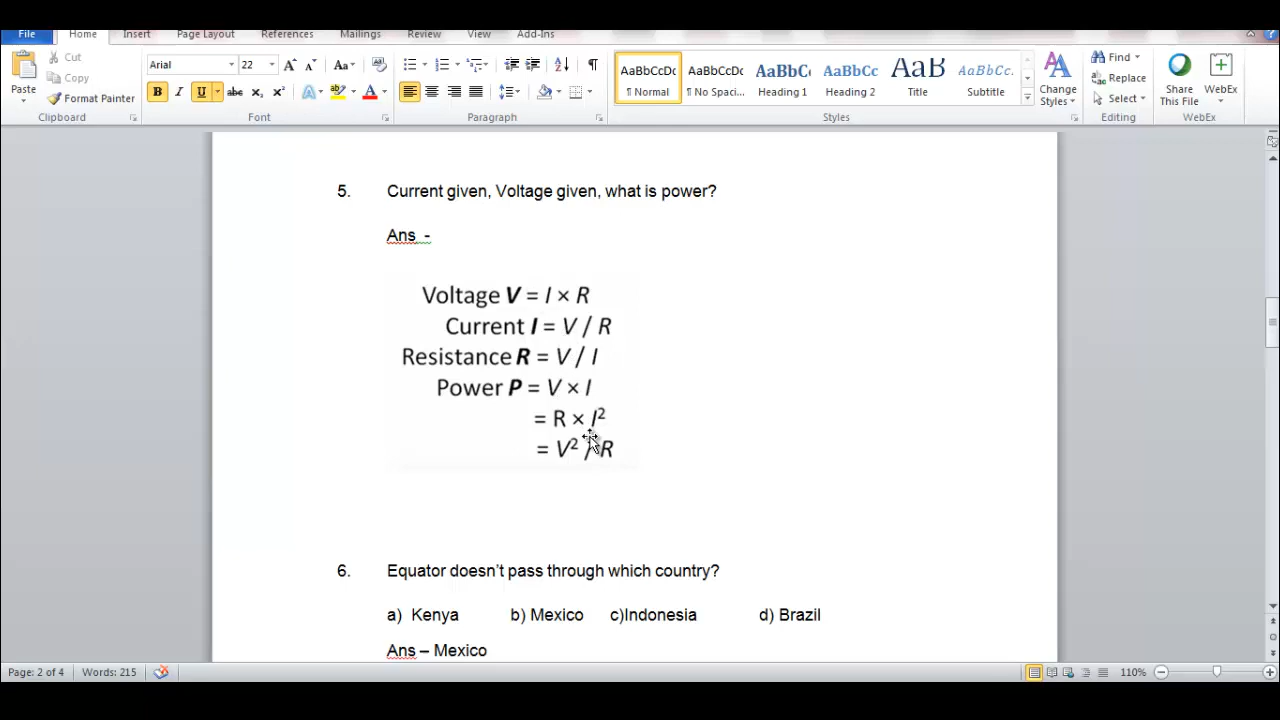 File Home Insert Page Layout References Mailings Review View Add-Ins
Cut
Copy
Format Painter
Paste
Clipboard
Arial 22
Font
Paragraph
AaBbCcDc AaBbCcDc AaBbC AaBbCc AaB AaBbCc.
¶ Normal ¶ No Spaci... Heading 1 Heading 2 Title Subtitle
Change Styles
Styles
Find
Replace
Select
Editing
Share This File WebEx
WebEx
5. Current given, Voltage given, what is power?
Ans -
Voltage V = I × R
Current I = V / R
Resistance R = V / I
Power P = V × I
= R × I²
= V² / R
6. Equator doesn't pass through which country?
a) Kenya b) Mexico c)Indonesia d) Brazil
Ans – Mexico
Page: 2 of 4 Words: 215 110%